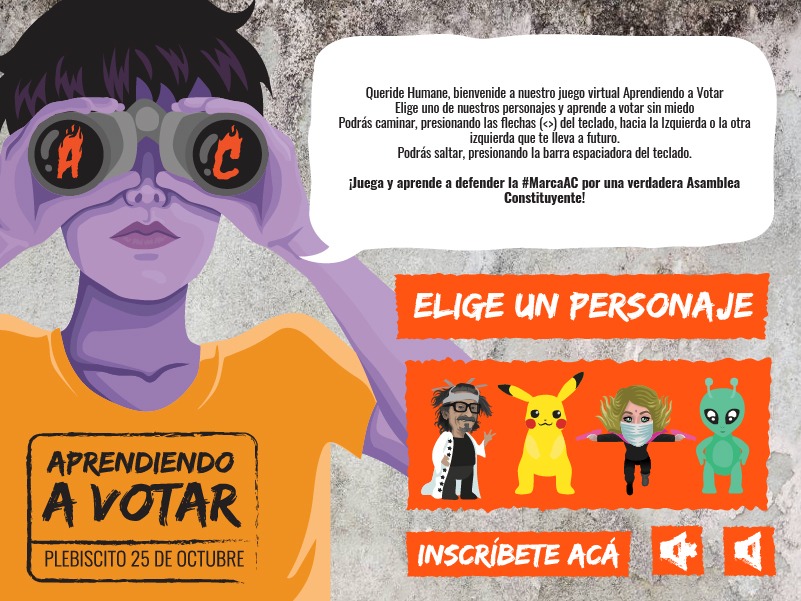 Queride Humane, bienvenide a nuestro juego virtual Aprendiendo a Votar
Elige uno de nuestros personajes y aprende a votar sin miedo
Podrás caminar, presionando las flechas (<>) del teclado, hacia la Izquierda o la otra
izquierda que te lleva a futuro.
Podrás saltar, presionando la barra espaciadora del teclado.
¡Juega y aprende a defender la #MarcaAC por una verdadera Asamblea
Constituyente!
A C
ELIGE UN PERSONAJE
APRENDIENDO
A VOTAR
PLEBISCITO 25 DE OCTUBRE
INSCRÍBETE ACÁ